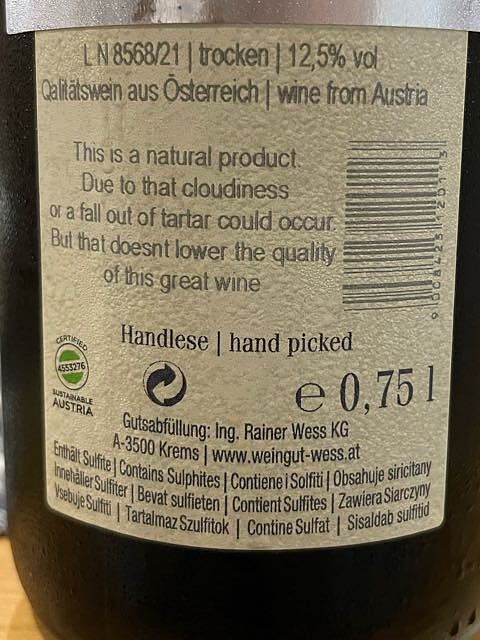 LN 8568/21 | trocken | 12,5% vol
Qalitätswein aus Österreich | wine from Austria
This is a natural product.
Due to that cloudiness
or a fall out of tartar could occur.
But that doesnt lower the quality
of this great wine
Handlese | hand picked
CERTIFIED
4553276
SUSTAINABLE
AUSTRIA
e 0,75 l
Gutsabfüllung: Ing. Rainer Wess KG
A-3500 Krems | www.weingut-wess.at
Enthält Sulfite | Contains Sulphites | Contiene i Solfiti | Obsahuje siricitany
Innehåller Sulfiter | Bevat sulfieten | Contient Sulfites | Zawiera Siarczyny
Vsebuje Sulfiti | Tartalmaz Szulfitok | Contine Sulfat | Sisaldab sulfitid